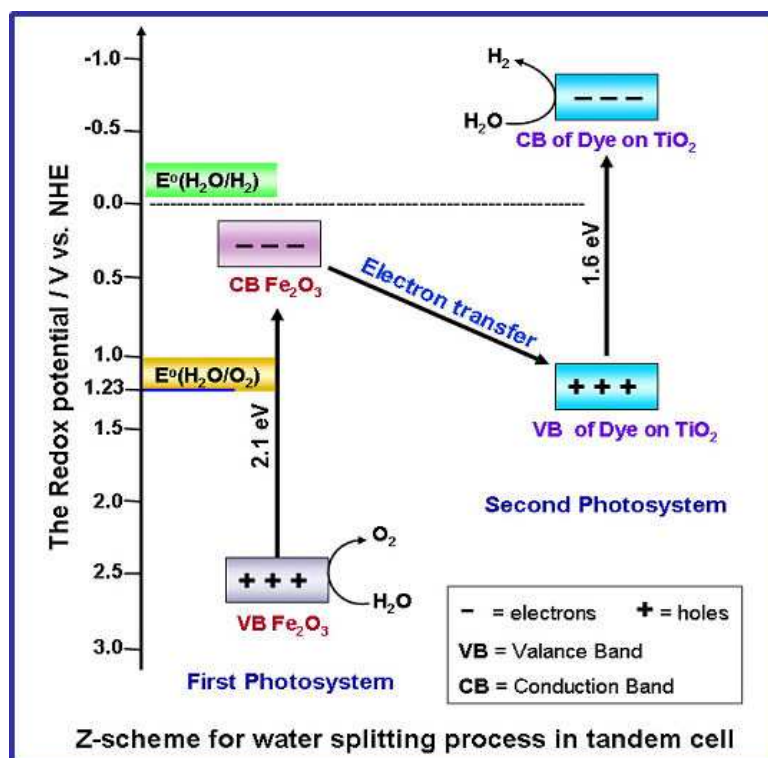 The Redox potential / V vs. NHE
-1.0
-0.5
0.0
0.5
1.0
1.23
1.5
2.0
2.5
3.0
E⁰(H₂O/H₂)
E⁰(H₂O/O₂)
CB Fe₂O₃
2.1 eV
VB Fe₂O₃
O₂
H₂O
First Photosystem
Electron transfer
H₂
H₂O
CB of Dye on TiO₂
1.6 eV
VB of Dye on TiO₂
Second Photosystem
− = electrons + = holes
VB = Valance Band
CB = Conduction Band
Z-scheme for water splitting process in tandem cell